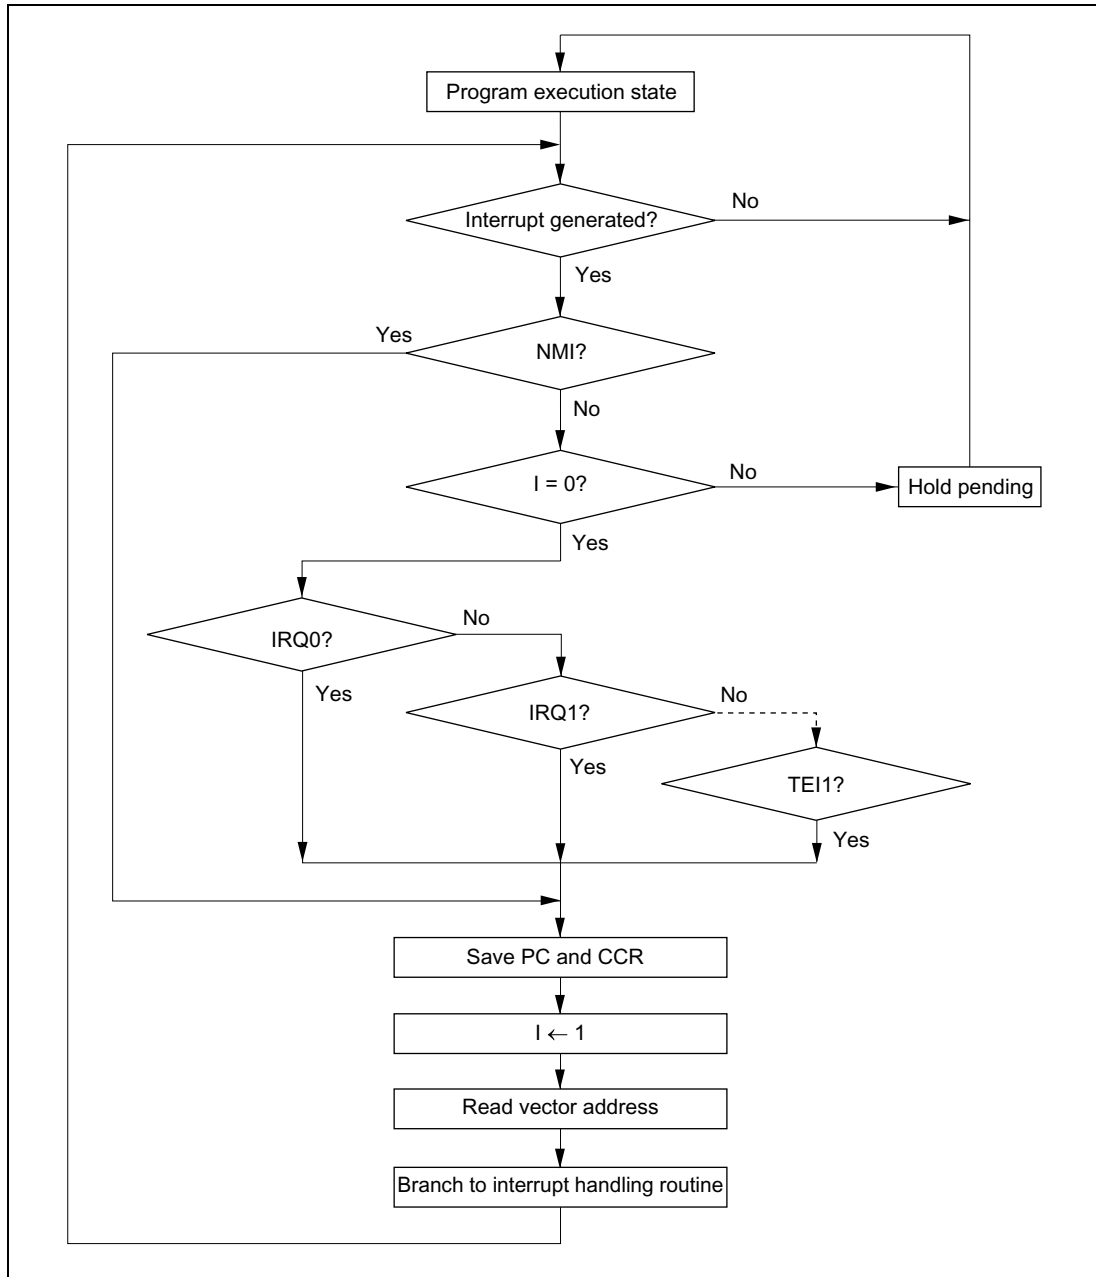 Program execution state
Interrupt generated?
No
Yes
Yes
NMI?
No
I = 0?
No
Hold pending
Yes
IRQ0?
No
Yes
IRQ1?
No
Yes
TEI1?
Yes
Save PC and CCR
I ← 1
Read vector address
Branch to interrupt handling routine